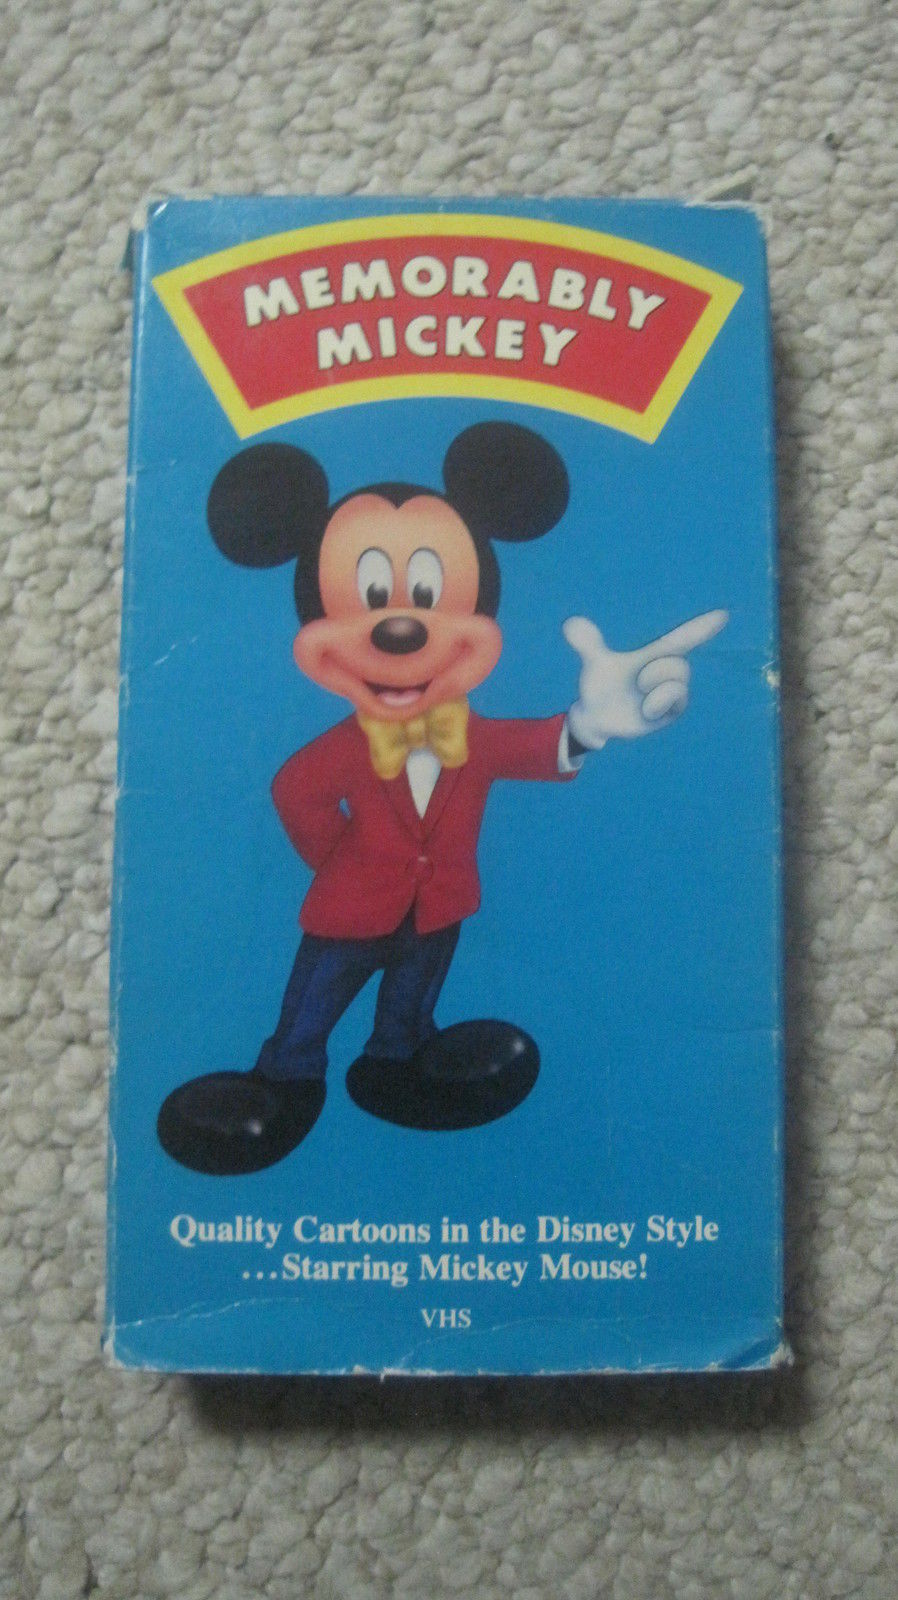 MEMORABLY
MICKEY
Quality Cartoons in the Disney Style
...Starring Mickey Mouse!
VHS